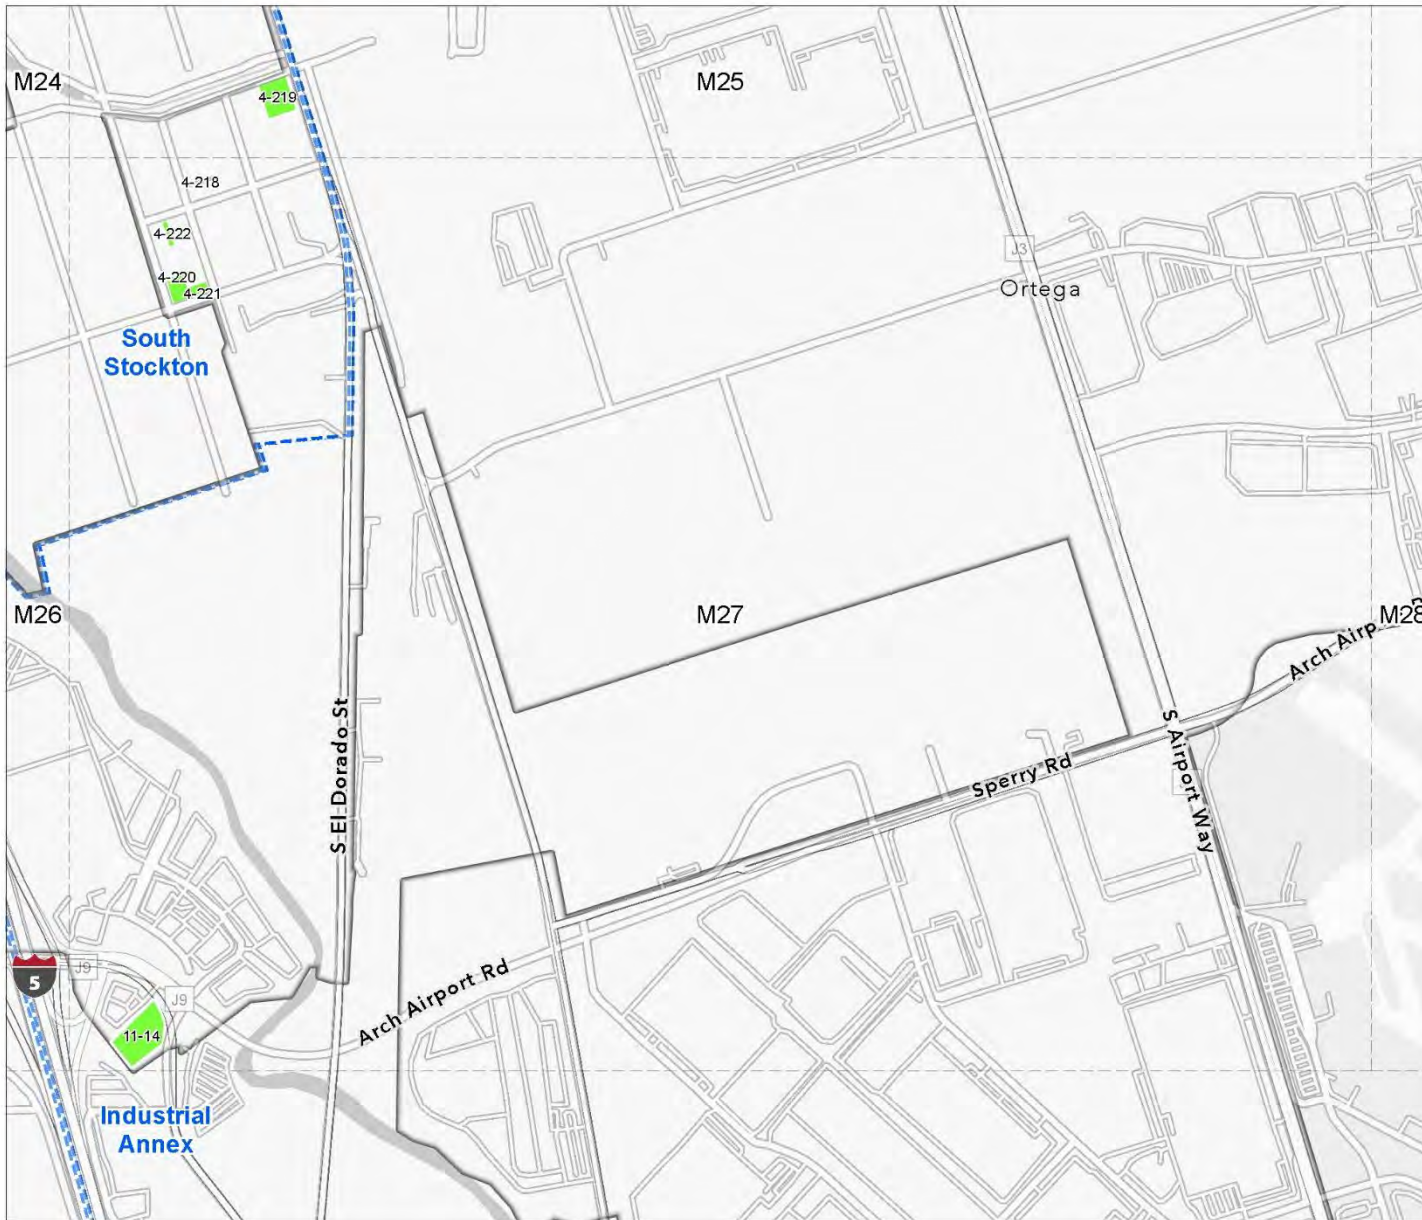 M24
M25
4-219
4-218
4-222
4-220
4-221
J3
Ortega
South
Stockton
M26
M27
M28
Arch Airp
S El Dorado St
S Airport Way
Sperry Rd
5
J9
J9
Arch Airport Rd
11-14
Industrial
Annex